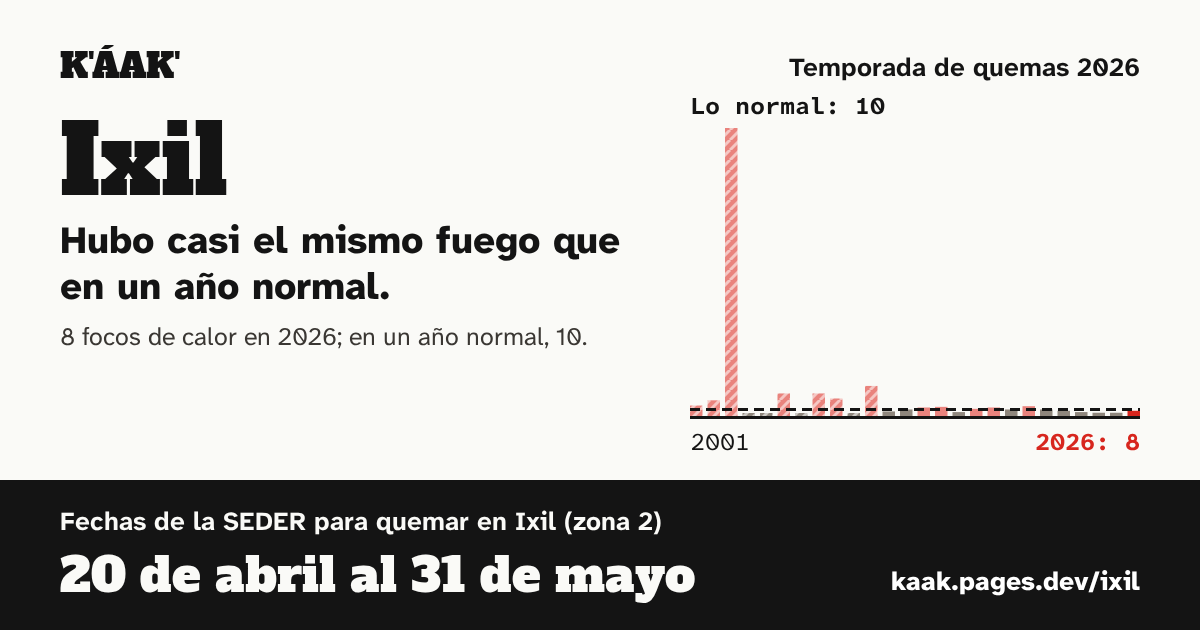 K'ÁAK'
Ixil
Hubo casi el mismo fuego que
en un año normal.
8 focos de calor en 2026; en un año normal, 10.
Temporada de quemas 2026
Lo normal: 10
2001
2026: 8
Fechas de la SEDER para quemar en Ixil (zona 2)
20 de abril al 31 de mayo
kaak.pages.dev/ixil